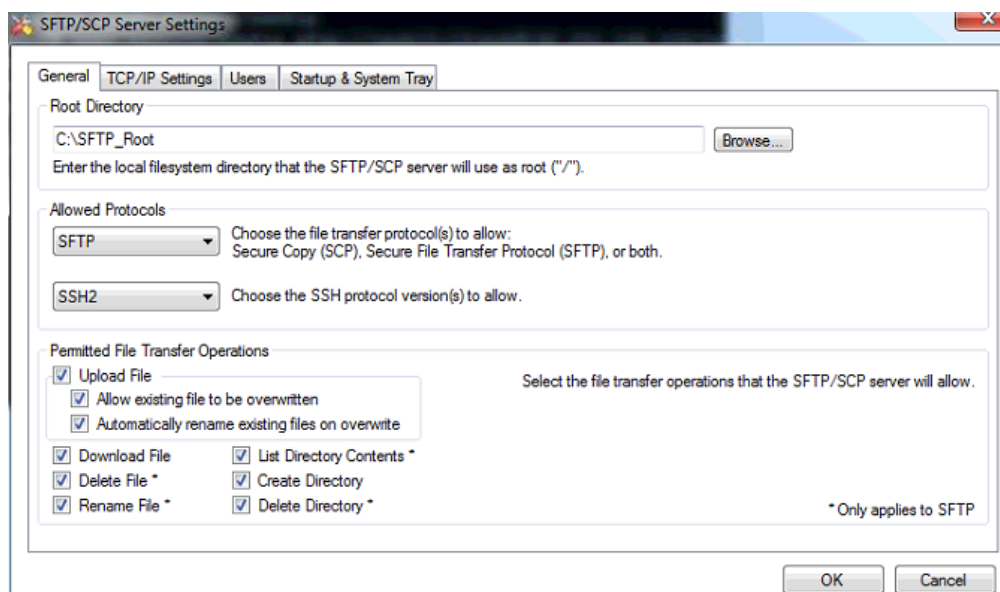 SFTP/SCP Server Settings
General TCP/IP Settings Users Startup & System Tray
Root Directory
C:\SFTP_Root Browse...
Enter the local filesystem directory that the SFTP/SCP server will use as root ("/").
Allowed Protocols
SFTP Choose the file transfer protocol(s) to allow:
Secure Copy (SCP), Secure File Transfer Protocol (SFTP), or both.
SSH2 Choose the SSH protocol version(s) to allow.
Permitted File Transfer Operations
Upload File Select the file transfer operations that the SFTP/SCP server will allow.
Allow existing file to be overwritten
Automatically rename existing files on overwrite
Download File List Directory Contents *
Delete File * Create Directory
Rename File * Delete Directory * * Only applies to SFTP
OK Cancel